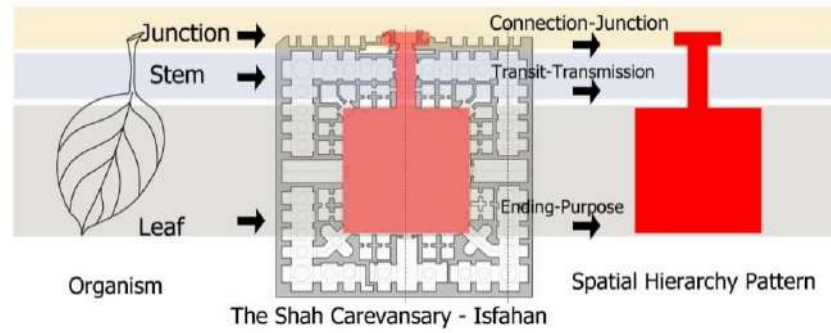 Junction
Connection-Junction
Stem
Transit-Transmission
Leaf
Ending-Purpose
Organism
Spatial Hierarchy Pattern
The Shah Carevansary - Isfahan